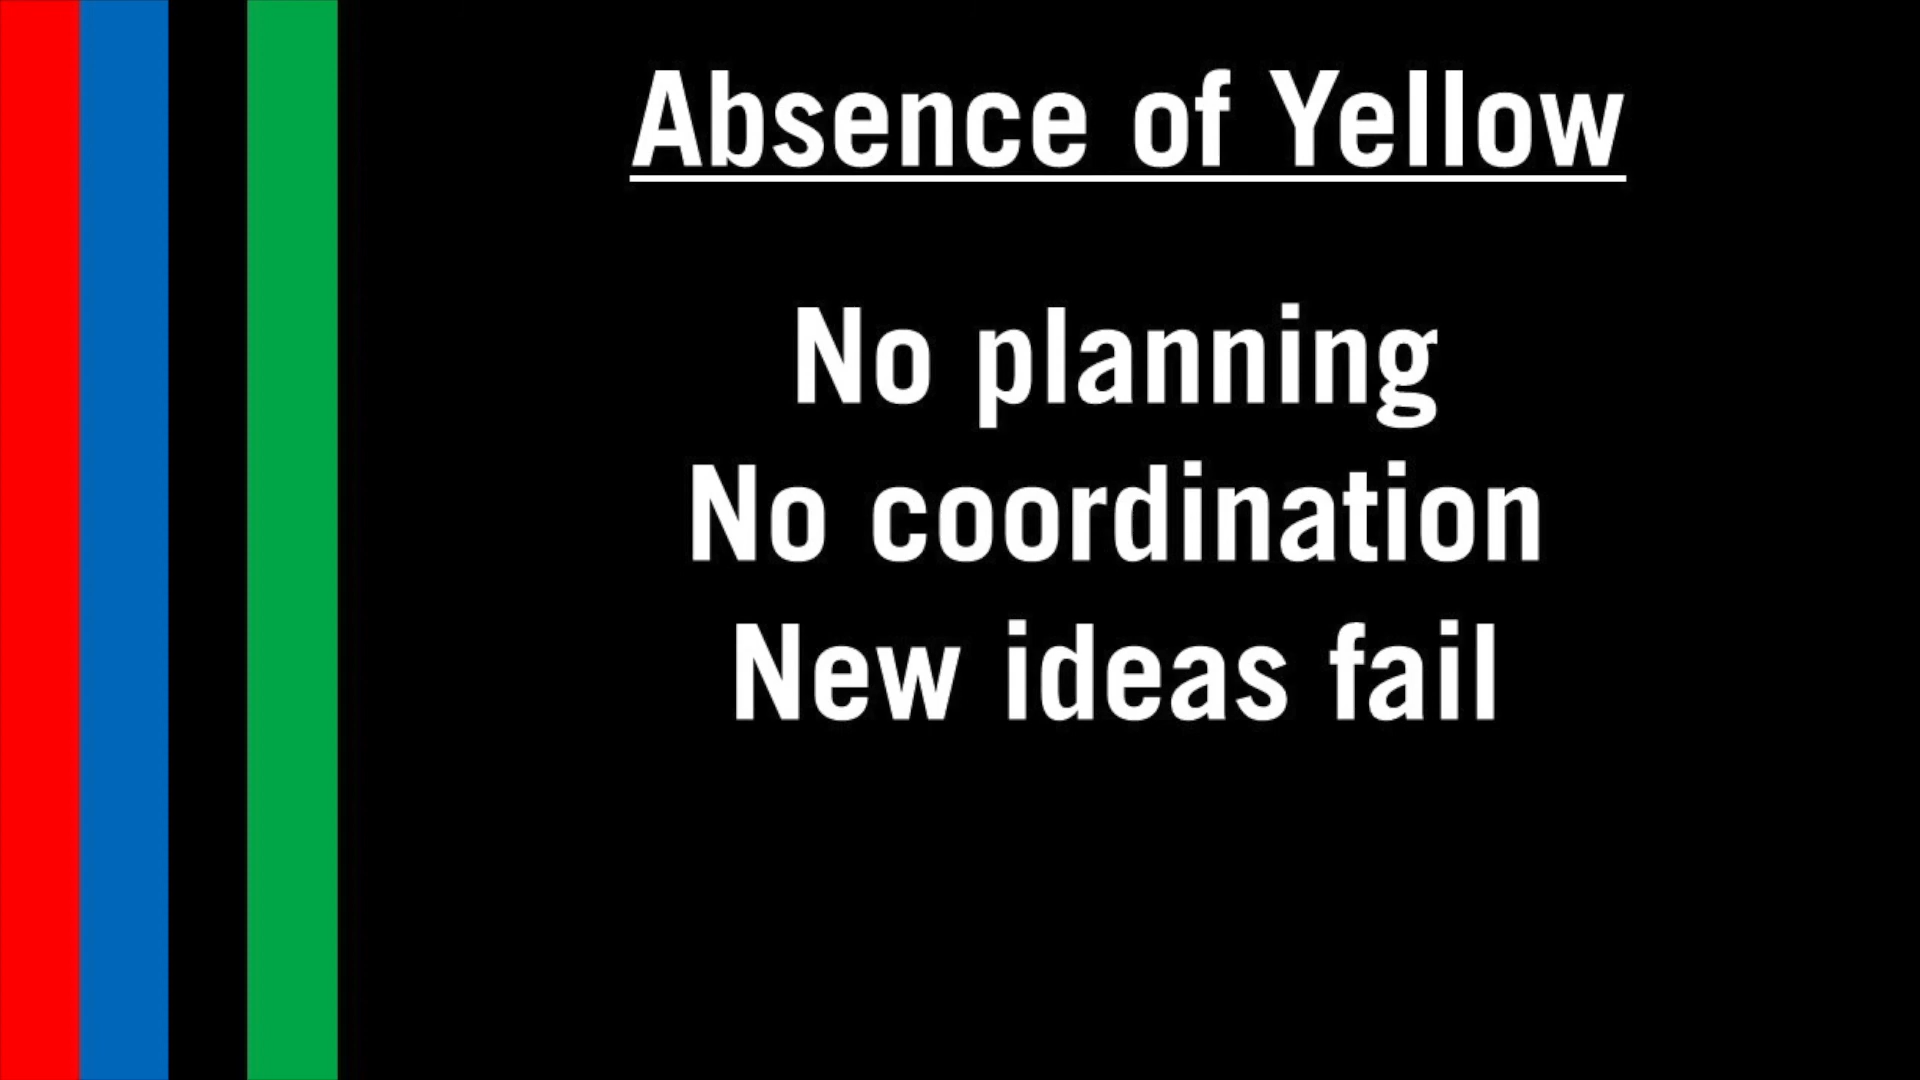 Absence of Yellow
No planning
No coordination
New ideas fail